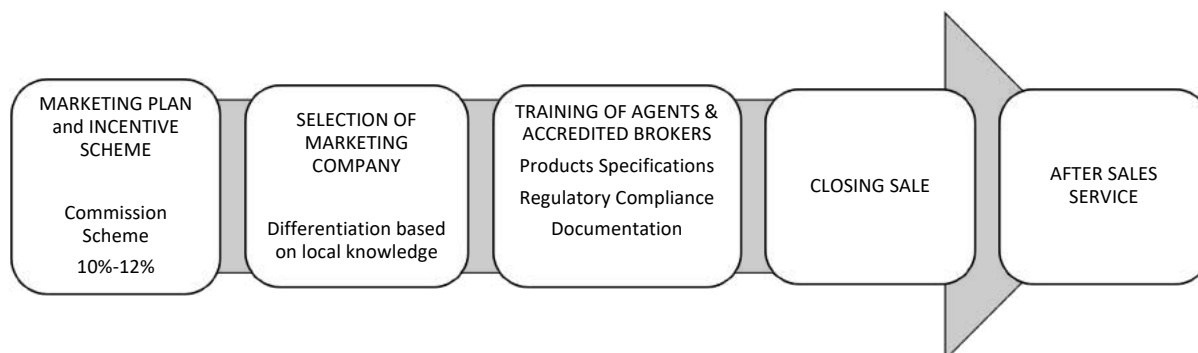 MARKETING PLAN
and INCENTIVE
SCHEME
Commission
Scheme
10%-12%
SELECTION OF
MARKETING
COMPANY
Differentiation based
on local knowledge
TRAINING OF AGENTS &
ACCREDITED BROKERS
Products Specifications
Regulatory Compliance
Documentation
CLOSING SALE
AFTER SALES
SERVICE